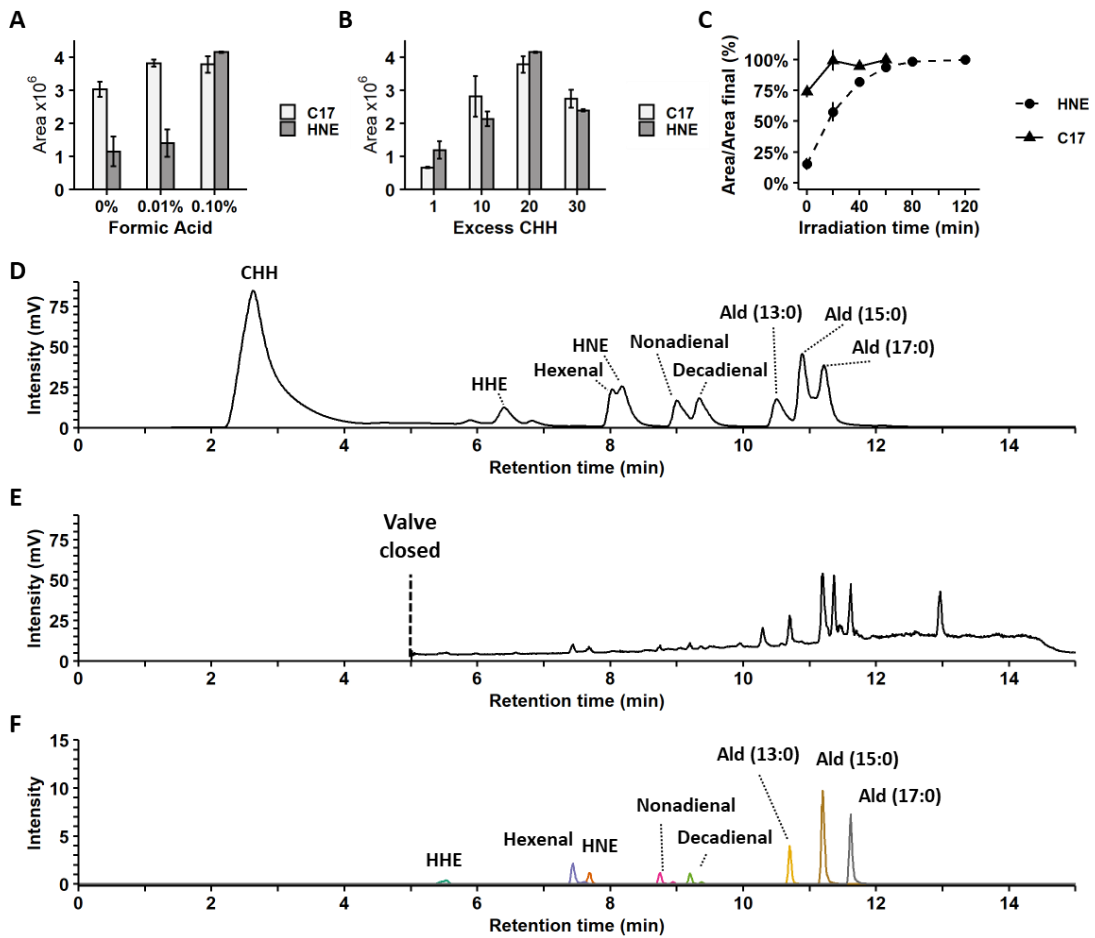 A
Area x10⁶
4
3
2
1
0
0% 0.01% 0.10%
Formic Acid
C17
HNE
B
Area x10⁶
4
3
2
1
0
1 10 20 30
Excess CHH
C17
HNE
C
Area/Area final (%)
100%
75%
50%
25%
0%
0 40 80 120
Irradiation time (min)
HNE
C17
D
Intensity (mV)
75
50
25
0
0 2 4 6 8 10 12 14
Retention time (min)
CHH
HHE
Hexenal
HNE
Nonadienal
Decadienal
Ald (13:0)
Ald (15:0)
Ald (17:0)
E
Intensity (mV)
75
50
25
0
0 2 4 6 8 10 12 14
Retention time (min)
Valve
closed
F
Intensity
15
10
5
0
0 2 4 6 8 10 12 14
Retention time (min)
HHE
Hexenal
HNE
Nonadienal
Decadienal
Ald (13:0)
Ald (15:0)
Ald (17:0)